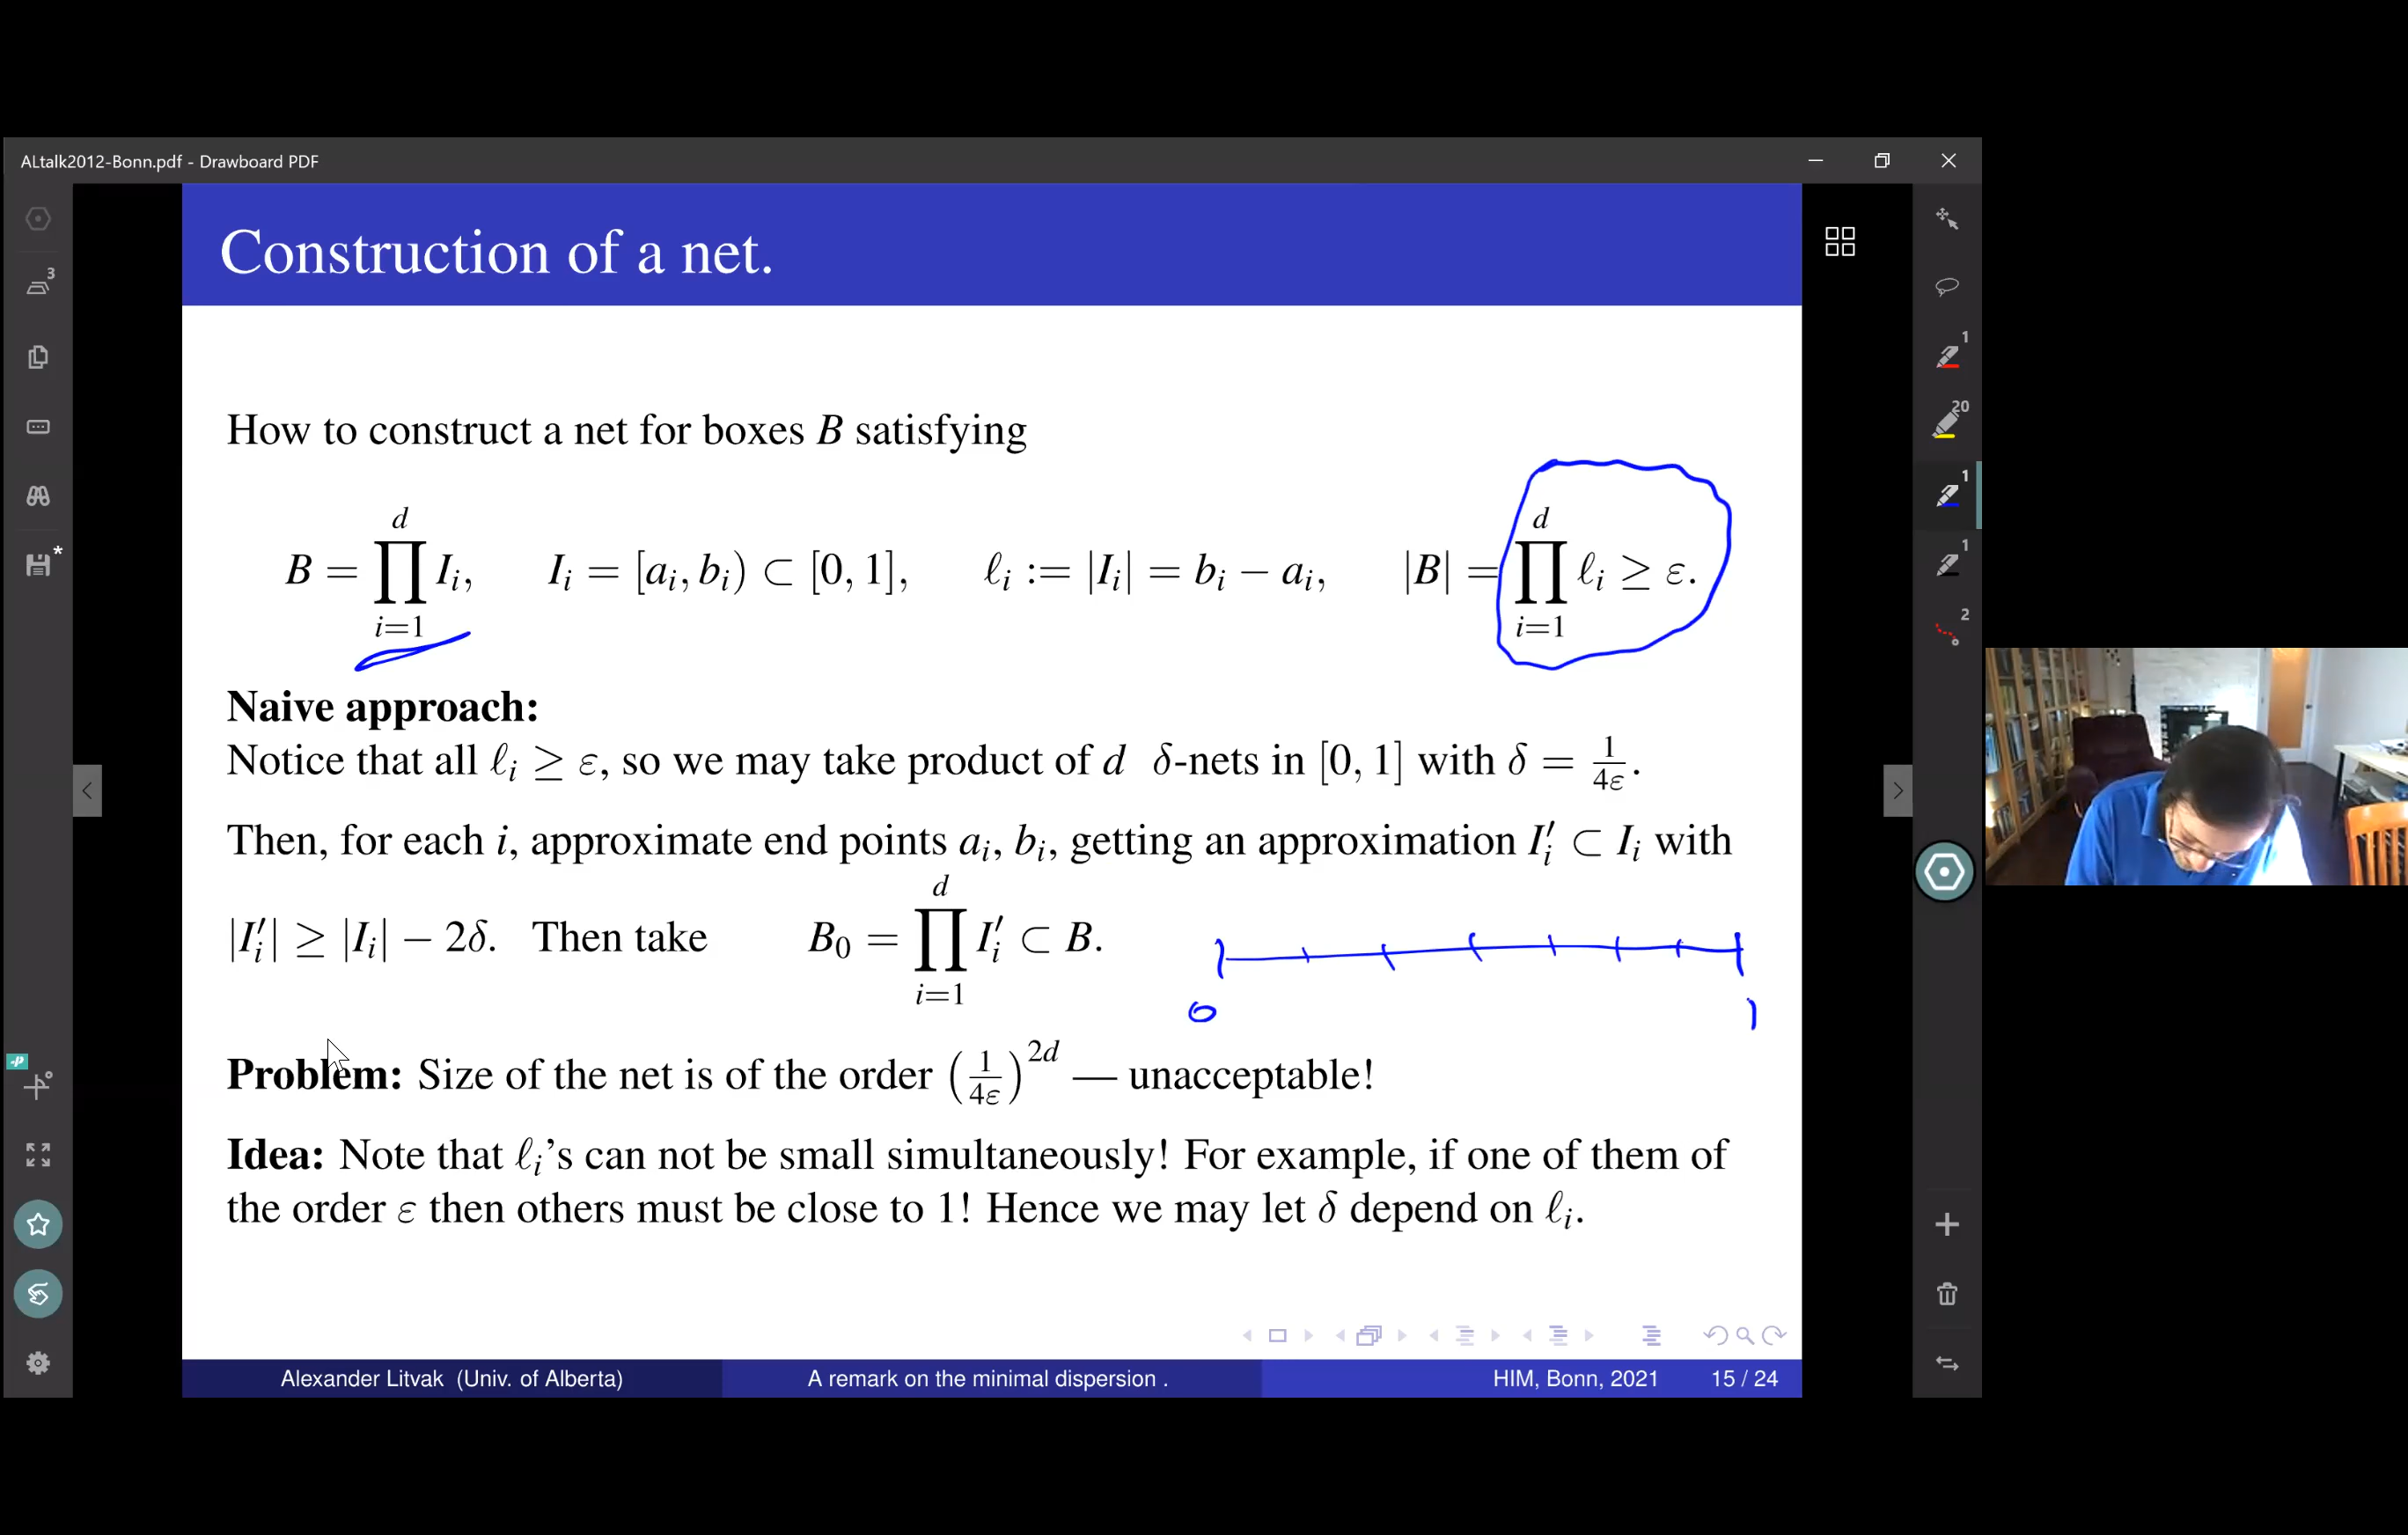 ALtalk2012-Bonn.pdf - Drawboard PDF
3
1
20
1
*
1
2
Construction of a net.
How to construct a net for boxes B satisfying
B = ∏_{i=1}^{d} I_i,   I_i = [a_i, b_i) ⊂ [0, 1],   ℓ_i := |I_i| = b_i − a_i,   |B| = ∏_{i=1}^{d} ℓ_i ≥ ε.
Naive approach:
Notice that all ℓ_i ≥ ε, so we may take product of d δ-nets in [0, 1] with δ = 1/(4ε).
Then, for each i, approximate end points a_i, b_i, getting an approximation I'_i ⊂ I_i with
|I'_i| ≥ |I_i| − 2δ. Then take   B_0 = ∏_{i=1}^{d} I'_i ⊂ B.
0 1
Problem: Size of the net is of the order (1/(4ε))^{2d} — unacceptable!
Idea: Note that ℓ_i's can not be small simultaneously! For example, if one of them of
the order ε then others must be close to 1! Hence we may let δ depend on ℓ_i.
Alexander Litvak (Univ. of Alberta)   A remark on the minimal dispersion .   HIM, Bonn, 2021   15 / 24